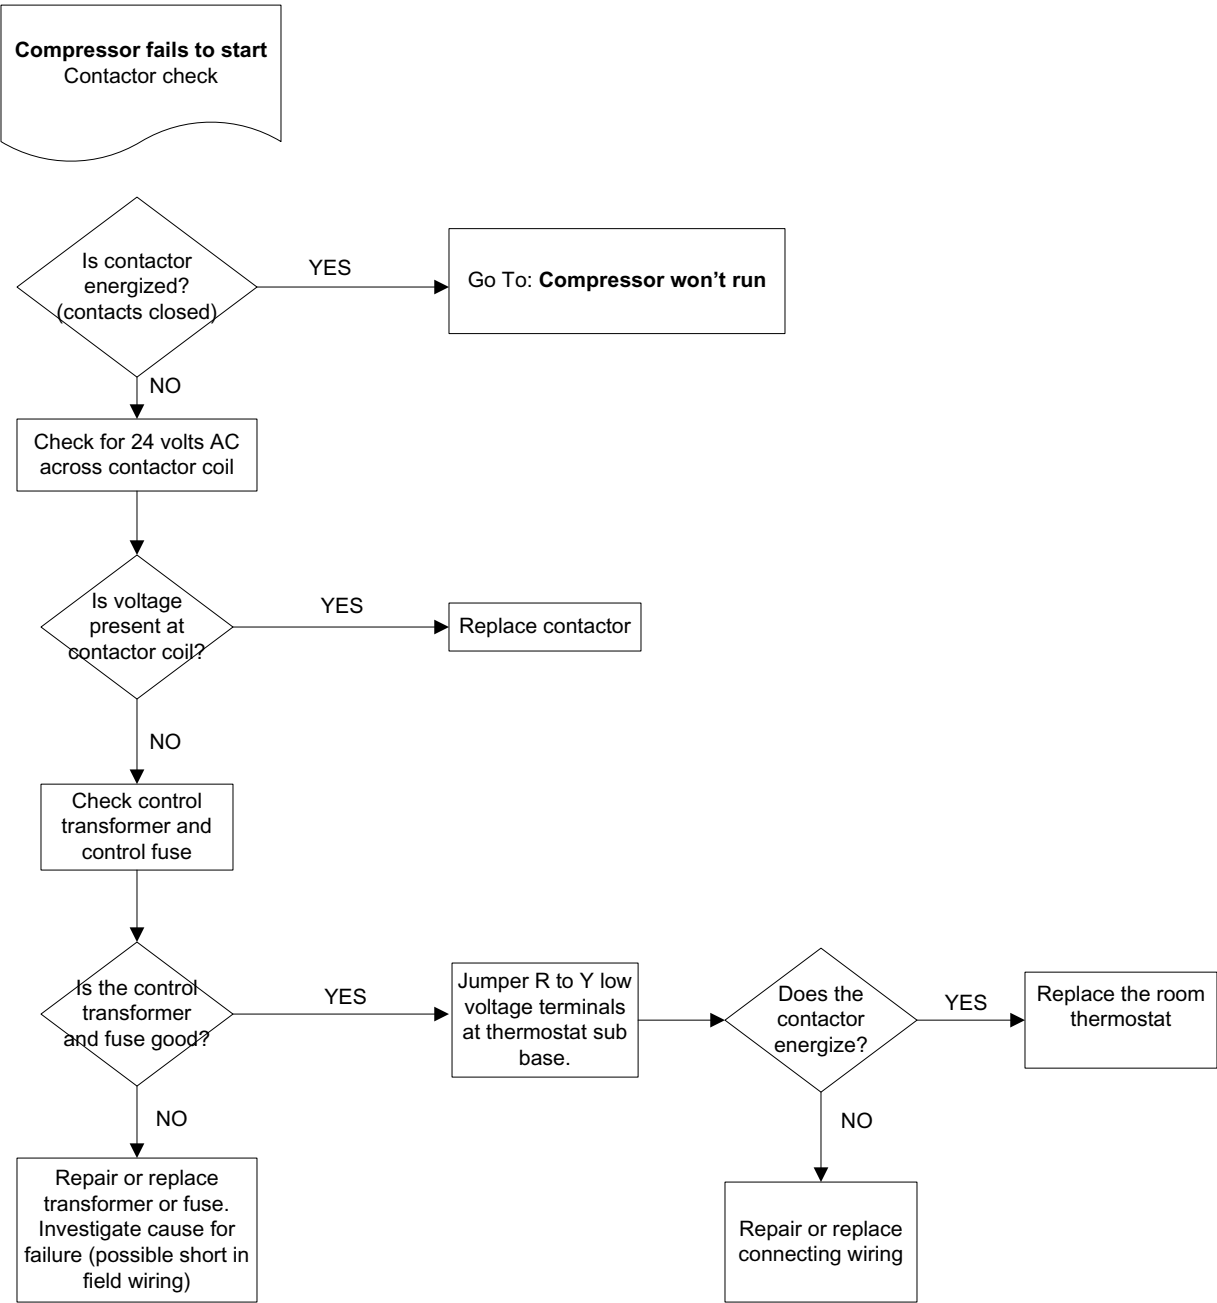 Compressor fails to start
Contactor check
Is contactor
energized?
(contacts closed)
YES
Go To: Compressor won’t run
NO
Check for 24 volts AC
across contactor coil
Is voltage
present at
contactor coil?
YES
Replace contactor
NO
Check control
transformer and
control fuse
Is the control
transformer
and fuse good?
YES
Jumper R to Y low
voltage terminals
at thermostat sub
base.
Does the
contactor
energize?
YES
Replace the room
thermostat
NO
Repair or replace
transformer or fuse.
Investigate cause for
failure (possible short in
field wiring)
NO
Repair or replace
connecting wiring